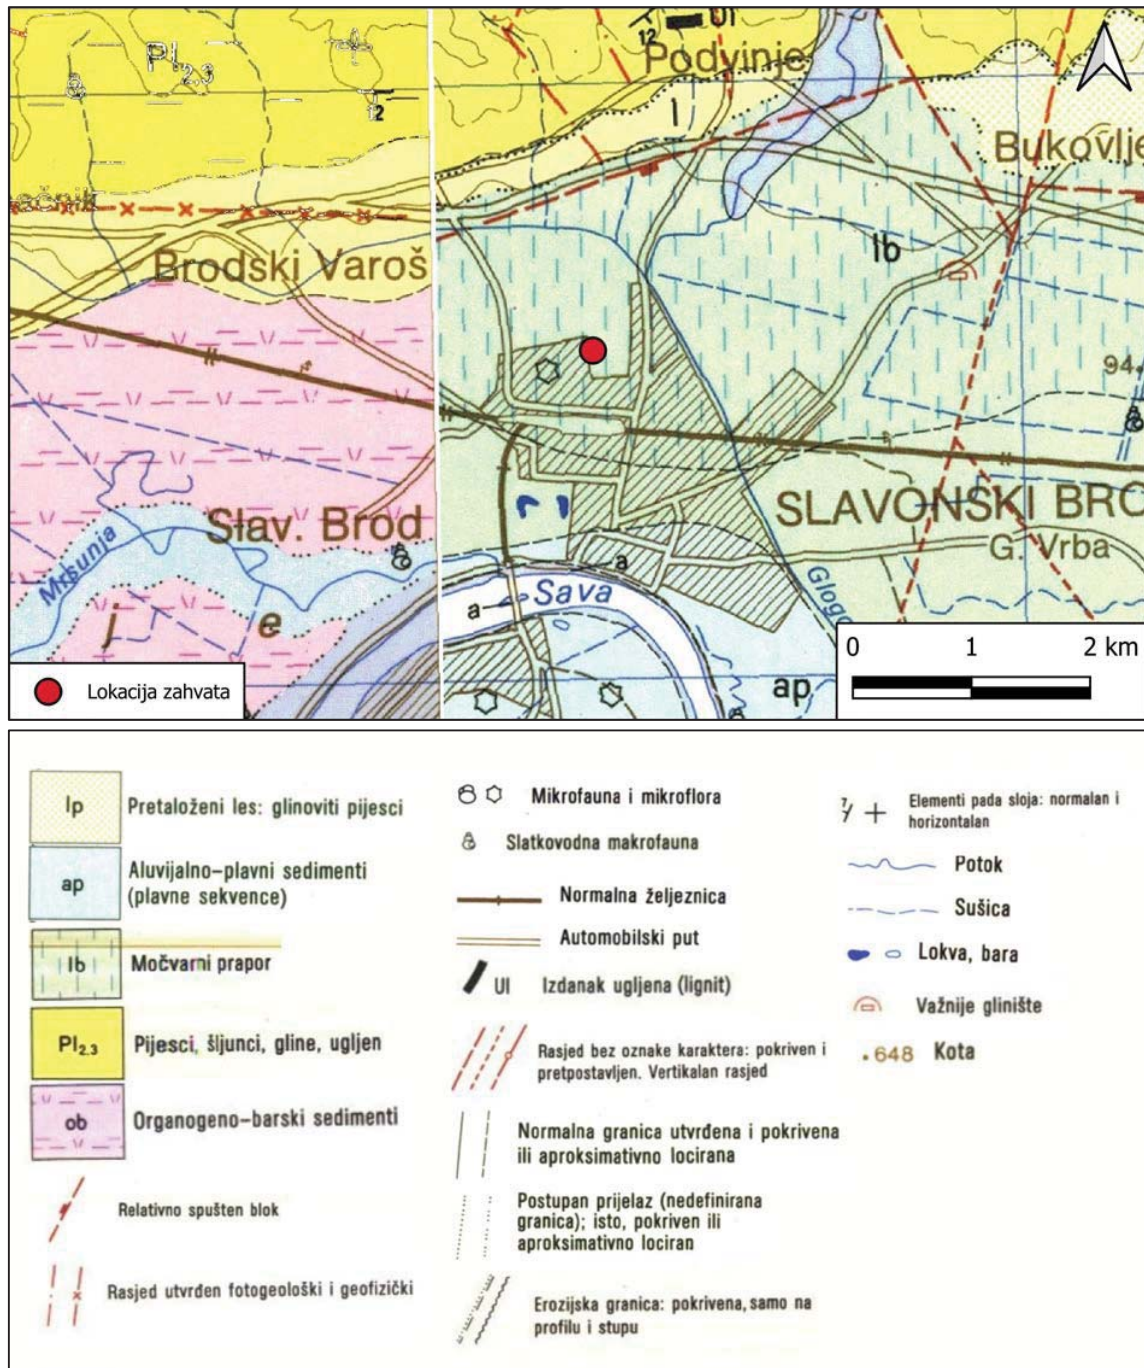 Pl2,3
12
12
Ul
Podvinje
l
Bukovlje
lb
Brodski Varoš
94
Slav. Brod
Mrsunja
SLAVONSKI BRO
G. Vrba
a
Sava
a
j e
ap
0 1 2 km
Lokacija zahvata
lp Pretaloženi les: glinoviti pijesci
ap Aluvijalno-plavni sedimenti
(plavne sekvence)
lb Močvarni prapor
Pl2.3 Pijesci, šljunci, gline, ugljen
ob Organogeno-barski sedimenti
Relativno spušten blok
Rasjed utvrđen fotogeološki i geofizički
Mikrofauna i mikroflora
Slatkovodna makrofauna
Normalna željeznica
Automobilski put
Ul Izdanak ugljena (lignit)
Rasjed bez oznake karaktera: pokriven i
pretpostavljen. Vertikalan rasjed
Normalna granica utvrđena i pokrivena
ili aproksimativno locirana
Postupan prijelaz (nedefinirana
granica); isto, pokriven ili
aproksimativno lociran
Erozijska granica: pokrivena, samo na
profilu i stupu
7 Elementi pada sloja: normalan i
horizontalan
Potok
Sušica
Lokva, bara
Važnije glinište
.648 Kota